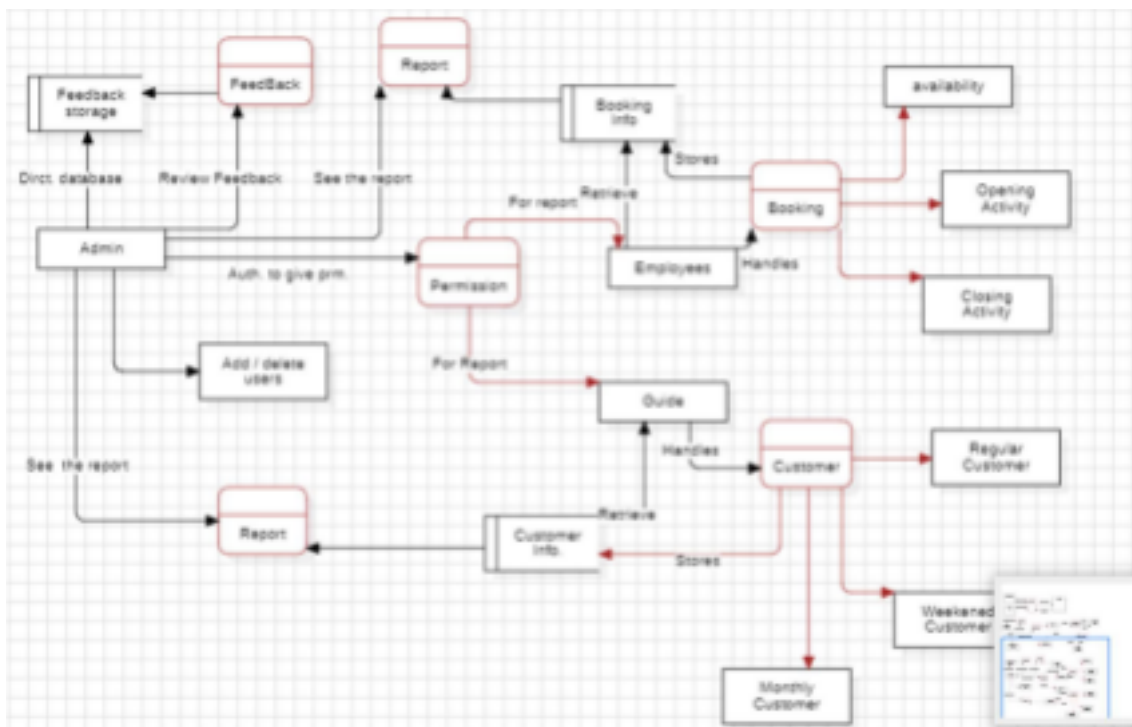 Report
FeedBack
Feedback
storage
availability
Booking
Info
Stores
Dirct. database
Review Feedback
See the report
Retrieve
For report
Booking
Opening
Activity
Admin
Employees
Handles
Auth. to give prm.
Permission
Closing
Activity
Add / delete
users
For Report
Guide
Handles
Customer
Regular
Customer
See the report
Retrieve
Report
Customer
Info.
Stores
Weekened
Customer
Monthly
Customer